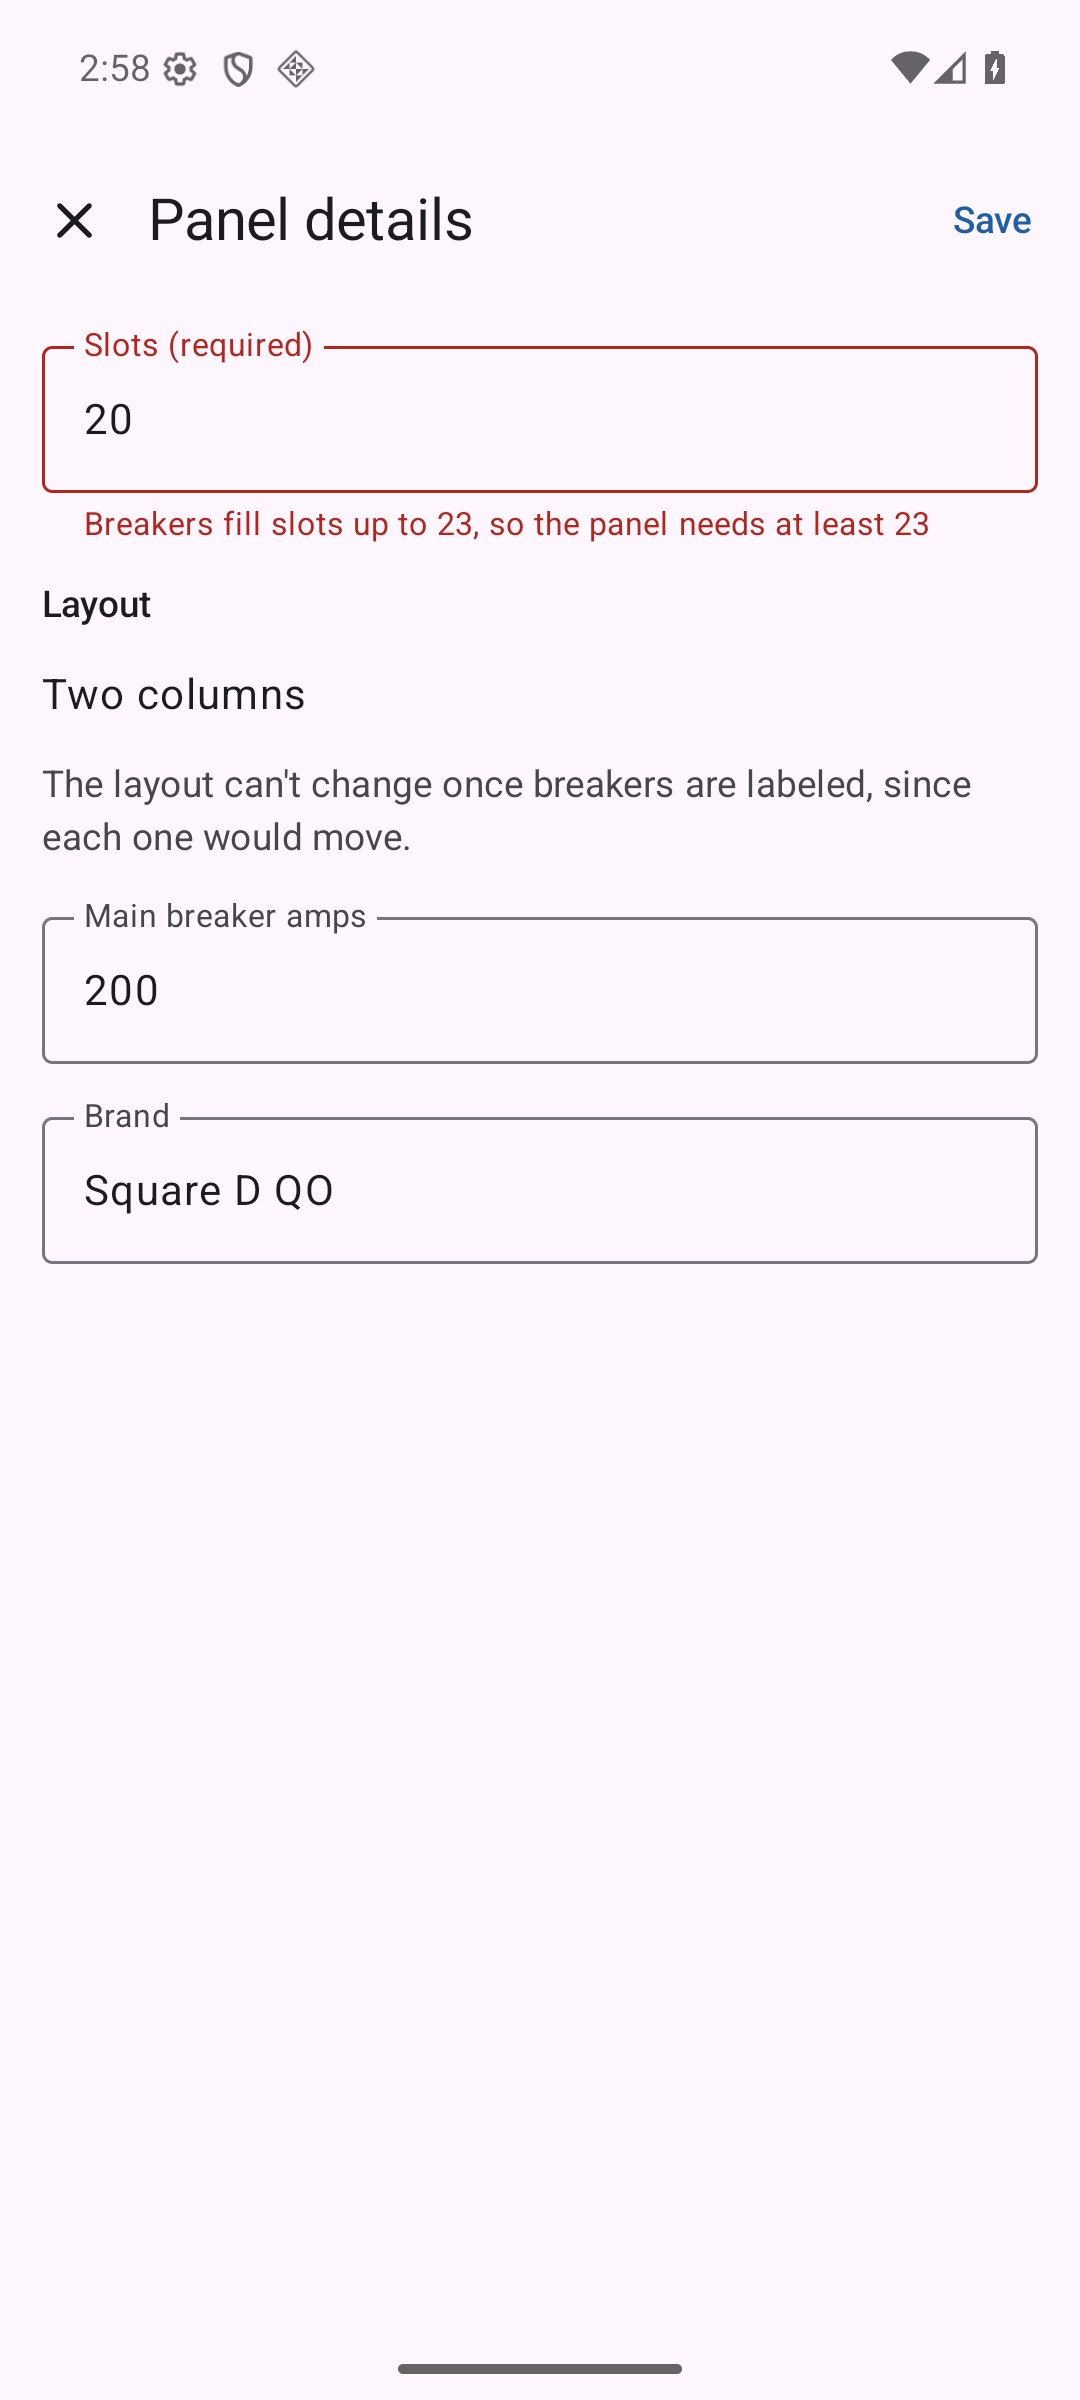 2:58
Panel details
Save
Slots (required)
20
Breakers fill slots up to 23, so the panel needs at least 23
Layout
Two columns
The layout can't change once breakers are labeled, since
each one would move.
Main breaker amps
200
Brand
Square D QO